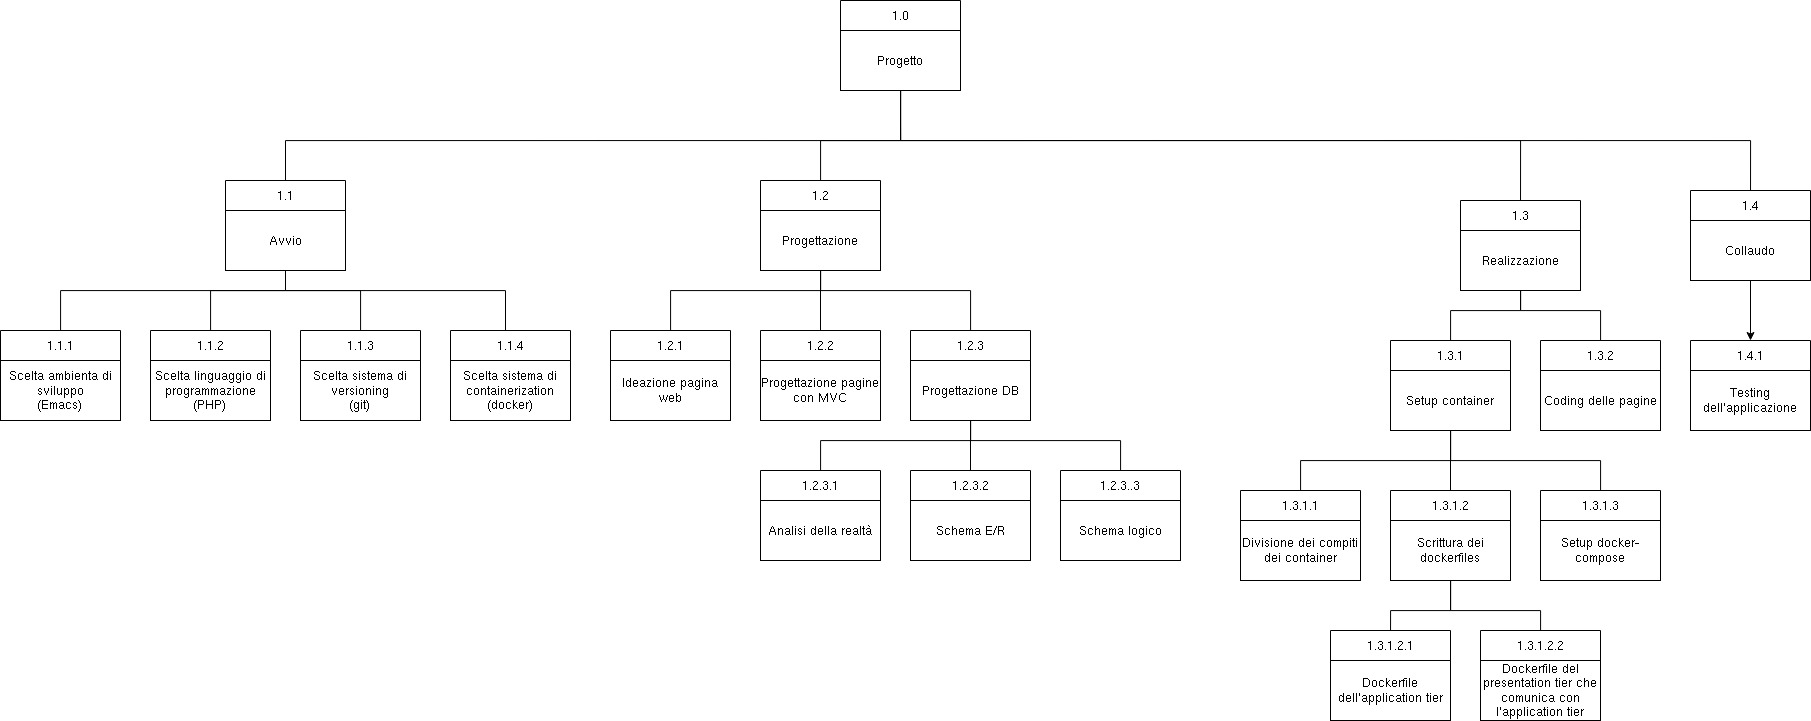 1.0
Progetto
1.1
Avvio
1.2
Progettazione
1.3
Realizzazione
1.4
Collaudo
1.1.1
Scelta ambienta di
sviluppo
(Emacs)
1.1.2
Scelta linguaggio di
programmazione
(PHP)
1.1.3
Scelta sistema di
versioning
(git)
1.1.4
Scelta sistema di
containerization
(docker)
1.2.1
Ideazione pagina
web
1.2.2
Progettazione pagine
con MVC
1.2.3
Progettazione DB
1.3.1
Setup container
1.3.2
Coding delle pagine
1.4.1
Testing
dell'applicazione
1.2.3.1
Analisi della realtà
1.2.3.2
Schema E/R
1.2.3..3
Schema logico
1.3.1.1
Divisione dei compiti
dei container
1.3.1.2
Scrittura dei
dockerfiles
1.3.1.3
Setup docker-
compose
1.3.1.2.1
Dockerfile
dell'application tier
1.3.1.2.2
Dockerfile del
presentation tier che
comunica con
l'application tier